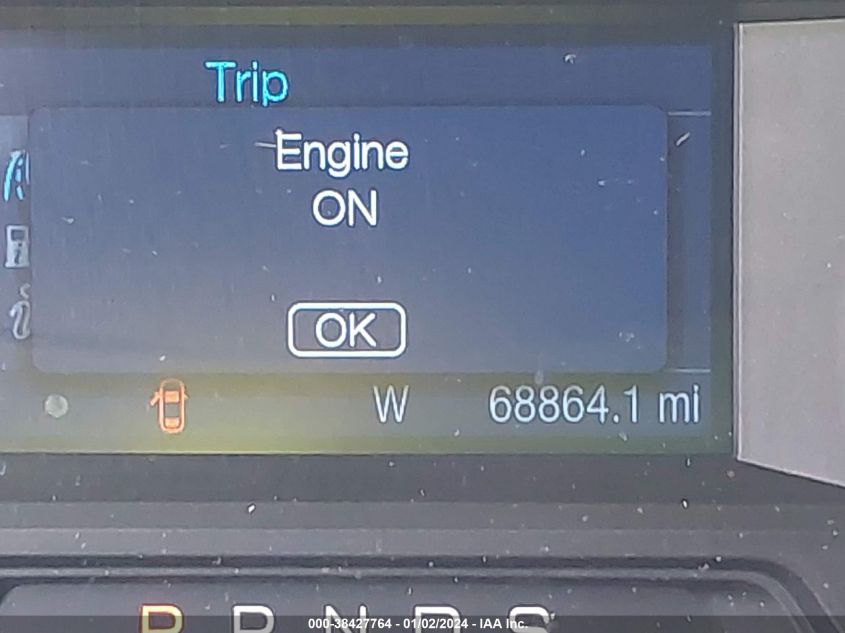 Trip
Engine
ON
OK
W 68864.1 mi
P R N D S
000-38427764 - 01/02/2024 - IAA Inc.